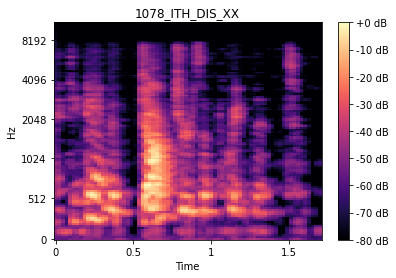 1078_ITH_DIS_XX
Hz
8192
4096
2048
1024
512
0
0
0.5
1
1.5
Time
+0 dB
-10 dB
-20 dB
-30 dB
-40 dB
-50 dB
-60 dB
-70 dB
-80 dB